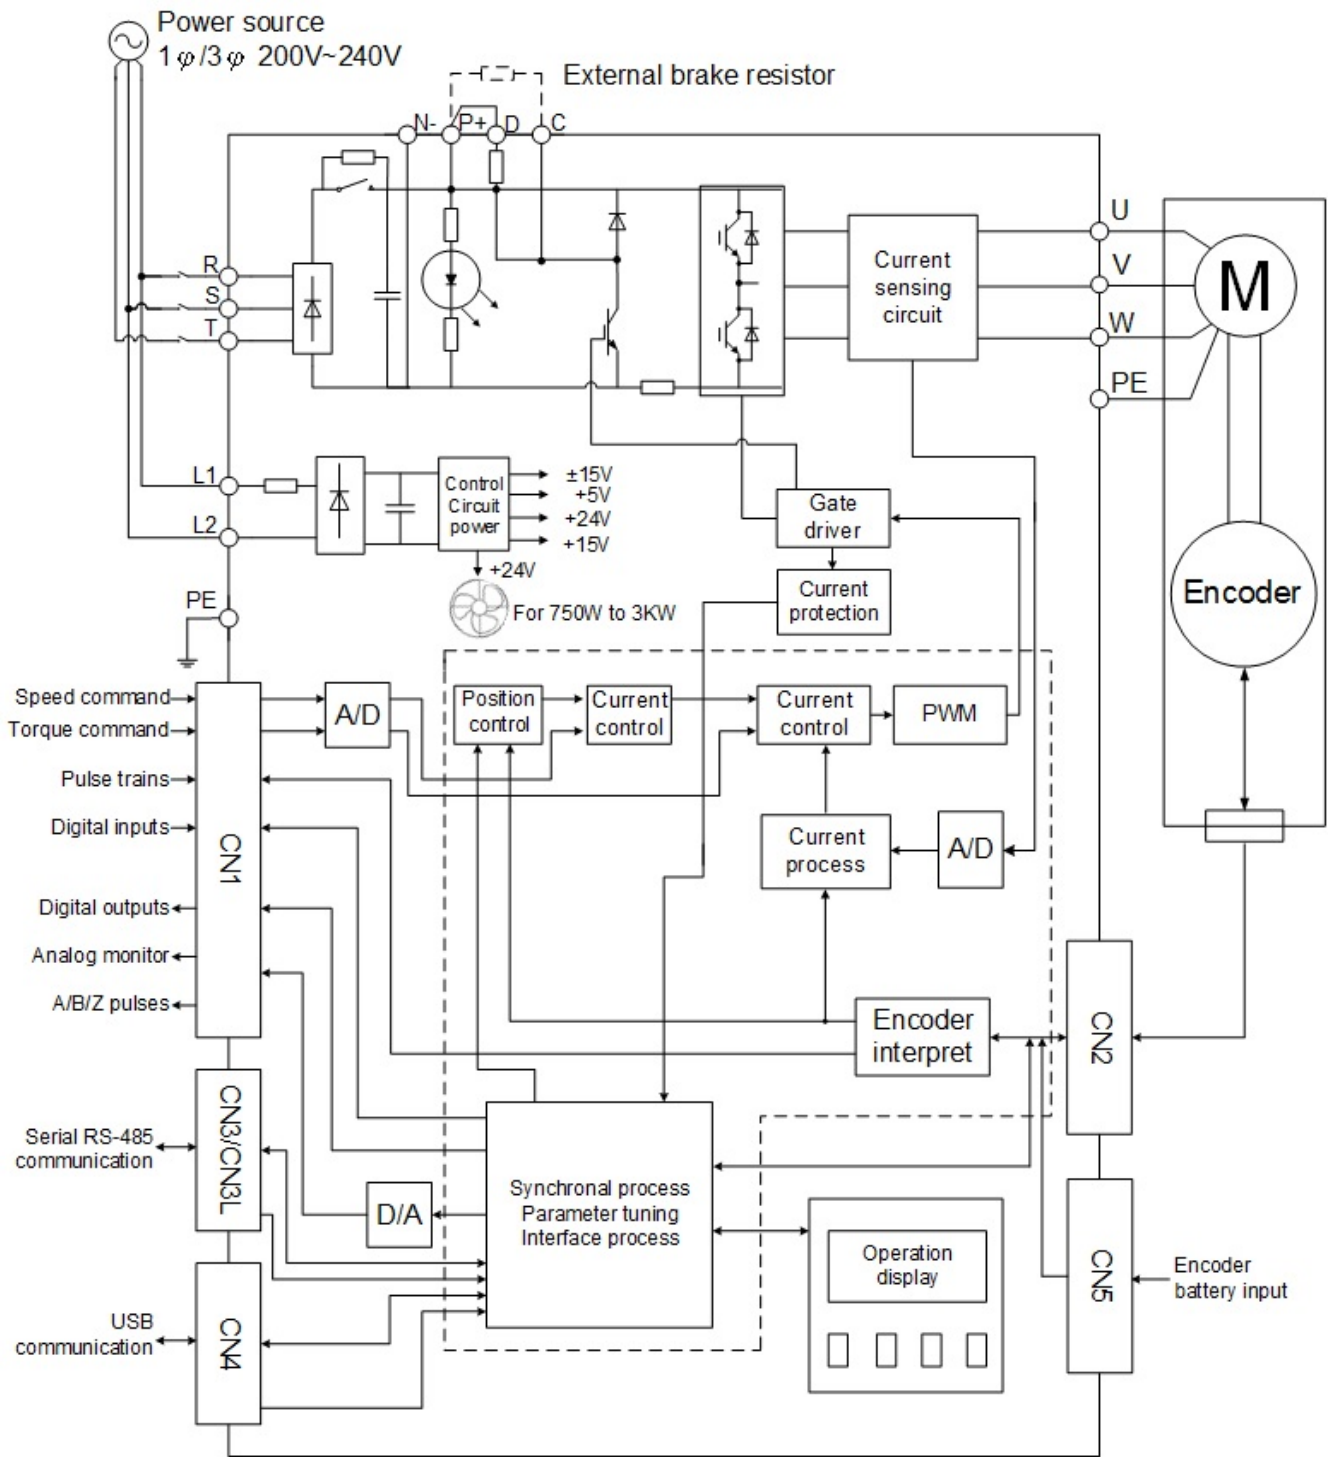 Power source
1φ/3φ 200V~240V
External brake resistor
N- P+ D C
R
S
T
U
V
W
PE
M
Current
sensing
circuit
L1
L2
Control
Circuit
power
±15V
+5V
+24V
+15V
+24V
For 750W to 3KW
Gate
driver
Current
protection
Encoder
PE
Speed command
Torque command
Pulse trains
Digital inputs
Digital outputs
Analog monitor
A/B/Z pulses
CN1
A/D
Position
control
Current
control
Current
control
PWM
Current
process
A/D
Encoder
interpret
CN2
Serial RS-485
communication
CN3/CN3L
D/A
Synchronal process
Parameter tuning
Interface process
Operation
display
CN5
Encoder
battery input
USB
communication
CN4